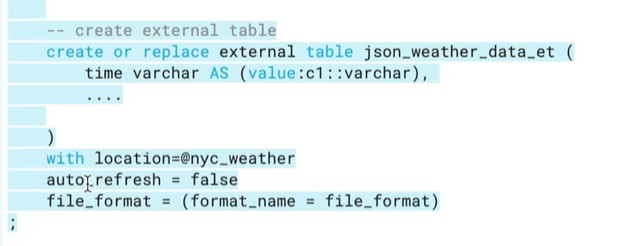 -- create external table
create or replace external table json_weather_data_et (
time varchar AS (value:c1::varchar),
....
)
with location=@nyc_weather
auto_refresh = false
file_format = (format_name = file_format)
;